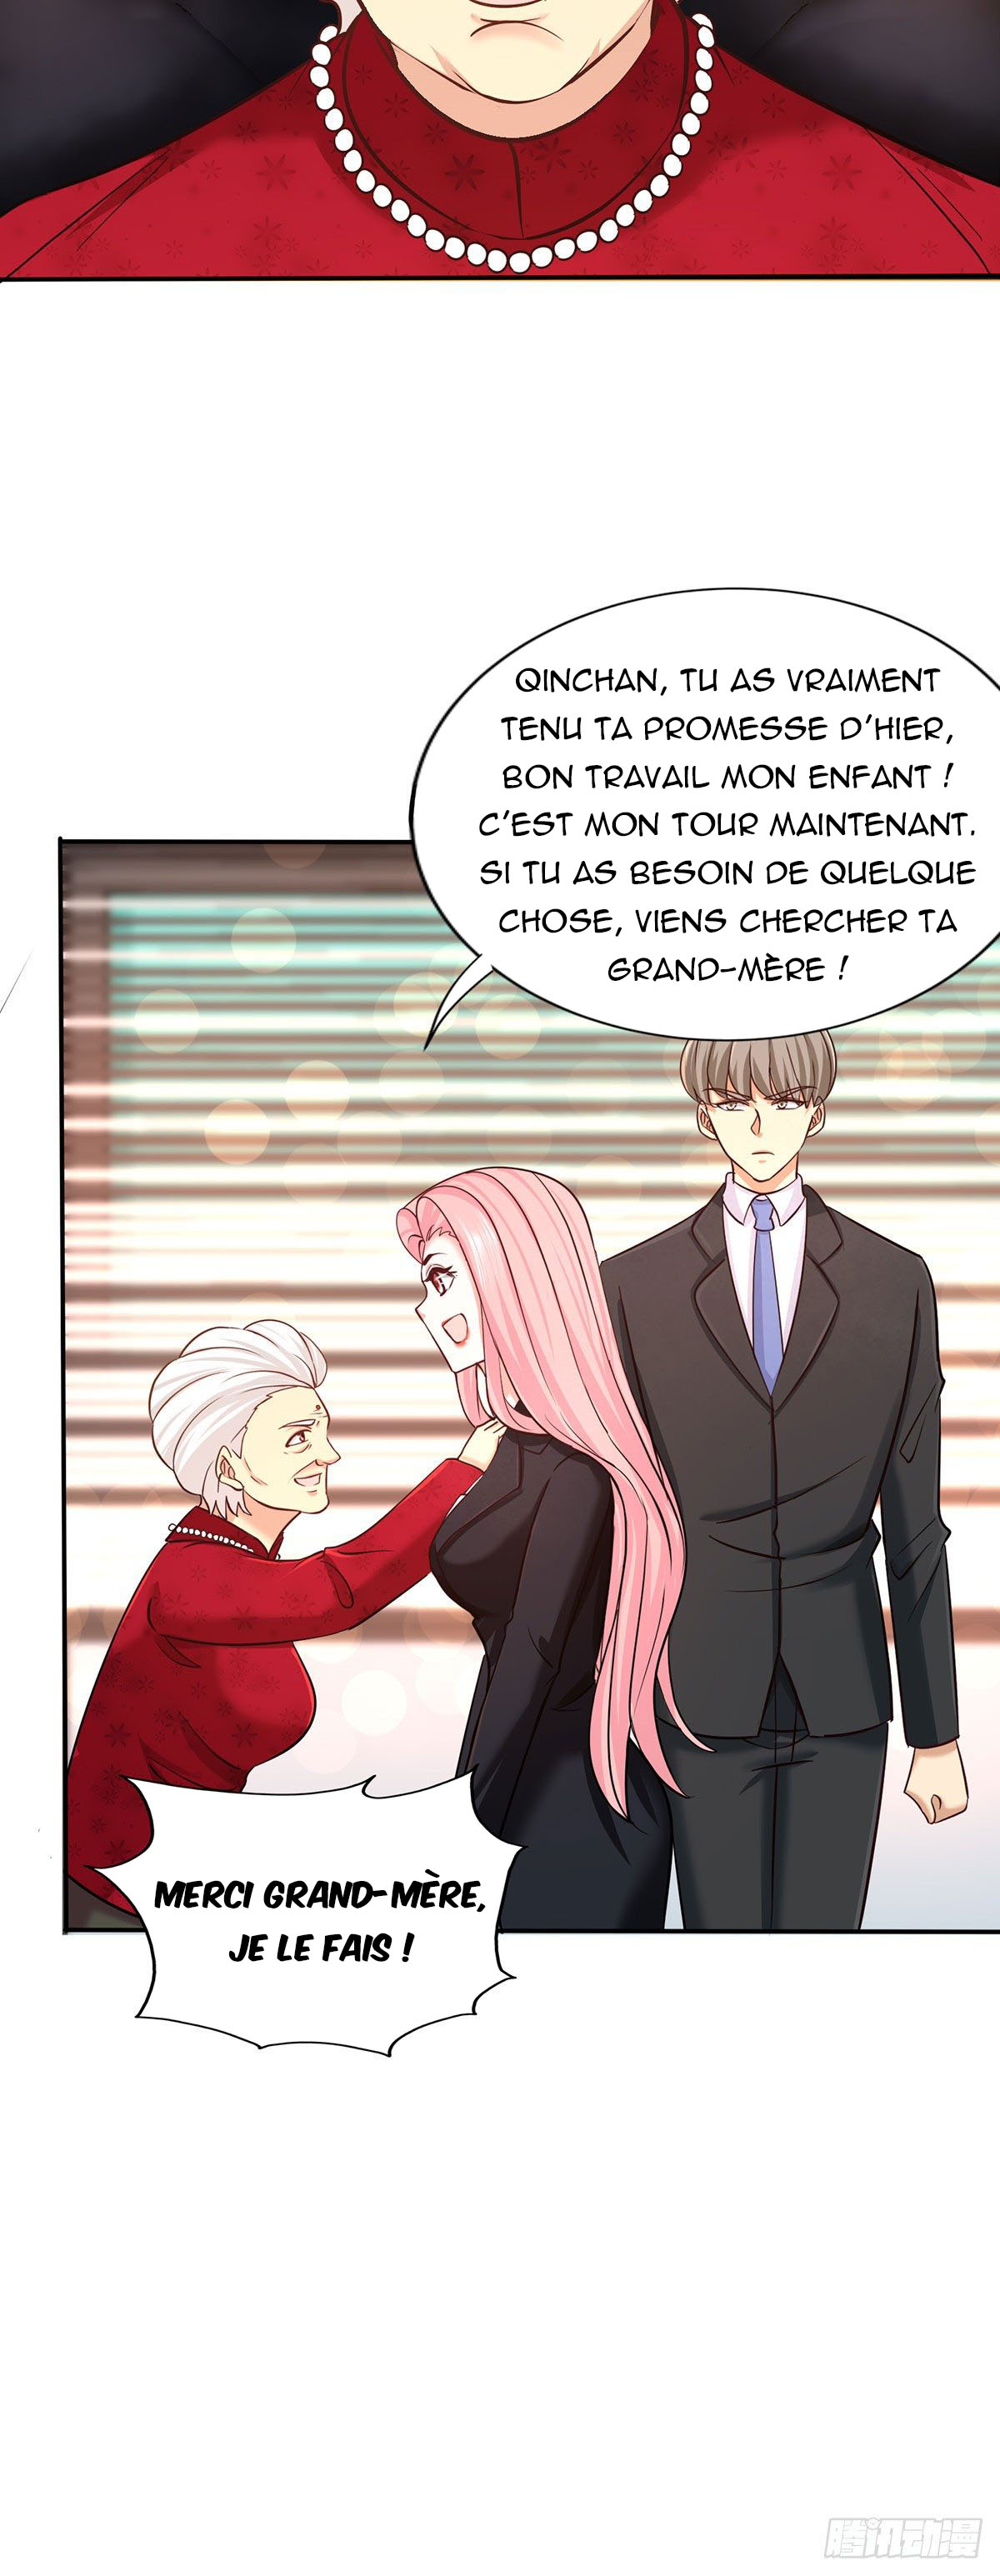 QINCHAN, TU AS VRAIMENT
TENU TA PROMESSE D'HIER,
BON TRAVAIL MON ENFANT !
C'EST MON TOUR MAINTENANT.
SI TU AS BESOIN DE QUELQUE
CHOSE, VIENS CHERCHER TA
GRAND-MÈRE !
MERCI GRAND-MÈRE,
JE LE FAIS !
腾讯动漫